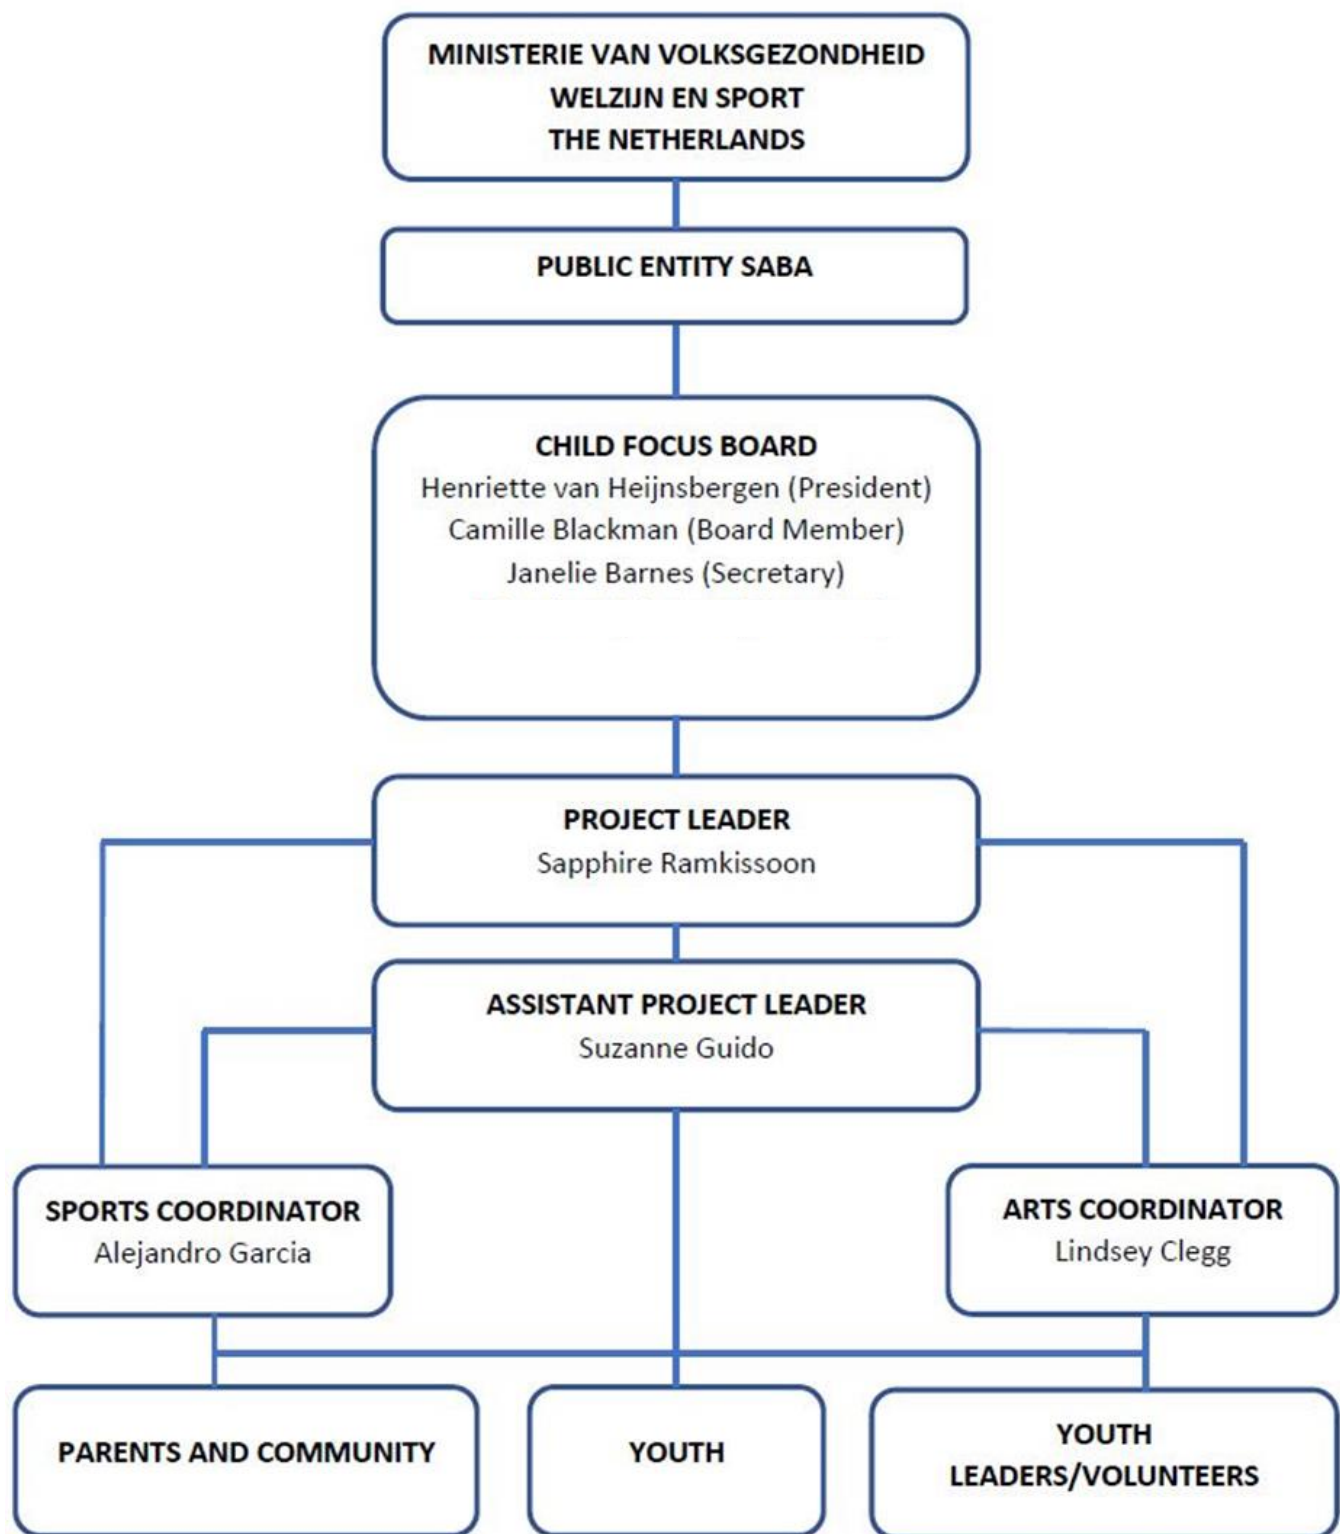 MINISTERIE VAN VOLKSGEZONDHEID
WELZIJN EN SPORT
THE NETHERLANDS
PUBLIC ENTITY SABA
CHILD FOCUS BOARD
Henriette van Heijnsbergen (President)
Camille Blackman (Board Member)
Janelie Barnes (Secretary)
PROJECT LEADER
Sapphire Ramkissoon
ASSISTANT PROJECT LEADER
Suzanne Guido
SPORTS COORDINATOR
Alejandro Garcia
ARTS COORDINATOR
Lindsey Clegg
PARENTS AND COMMUNITY
YOUTH
YOUTH
LEADERS/VOLUNTEERS